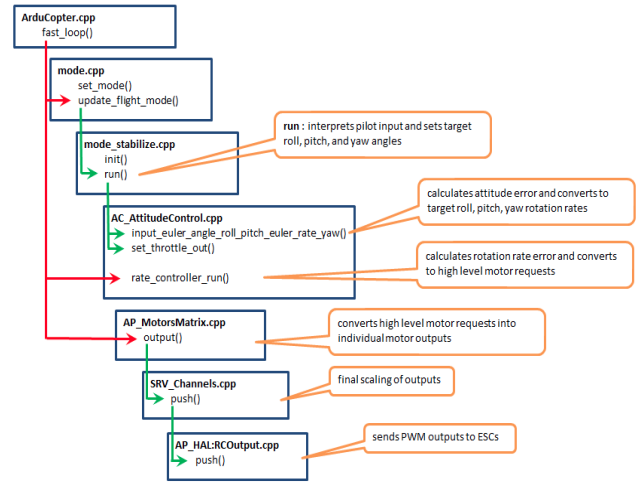 ArduCopter.cpp
fast_loop()
mode.cpp
set_mode()
update_flight_mode()
mode_stabilize.cpp
init()
run()
run : interprets pilot input and sets target
roll, pitch, and yaw angles
AC_AttitudeControl.cpp
input_euler_angle_roll_pitch_euler_rate_yaw()
set_throttle_out()
rate_controller_run()
calculates attitude error and converts to
target roll, pitch, yaw rotation rates
calculates rotation rate error and converts
to high level motor requests
AP_MotorsMatrix.cpp
output()
converts high level motor requests into
individual motor outputs
SRV_Channels.cpp
push()
final scaling of outputs
AP_HAL:RCOutput.cpp
push()
sends PWM outputs to ESCs